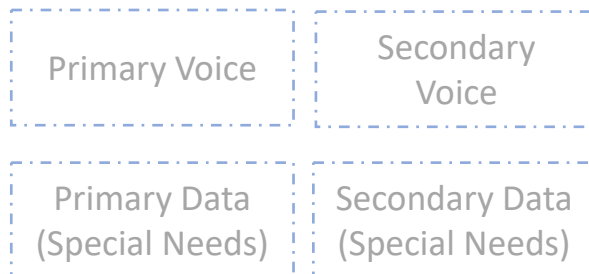 Primary Voice
Secondary
Voice
Primary Data
(Special Needs)
Secondary Data
(Special Needs)